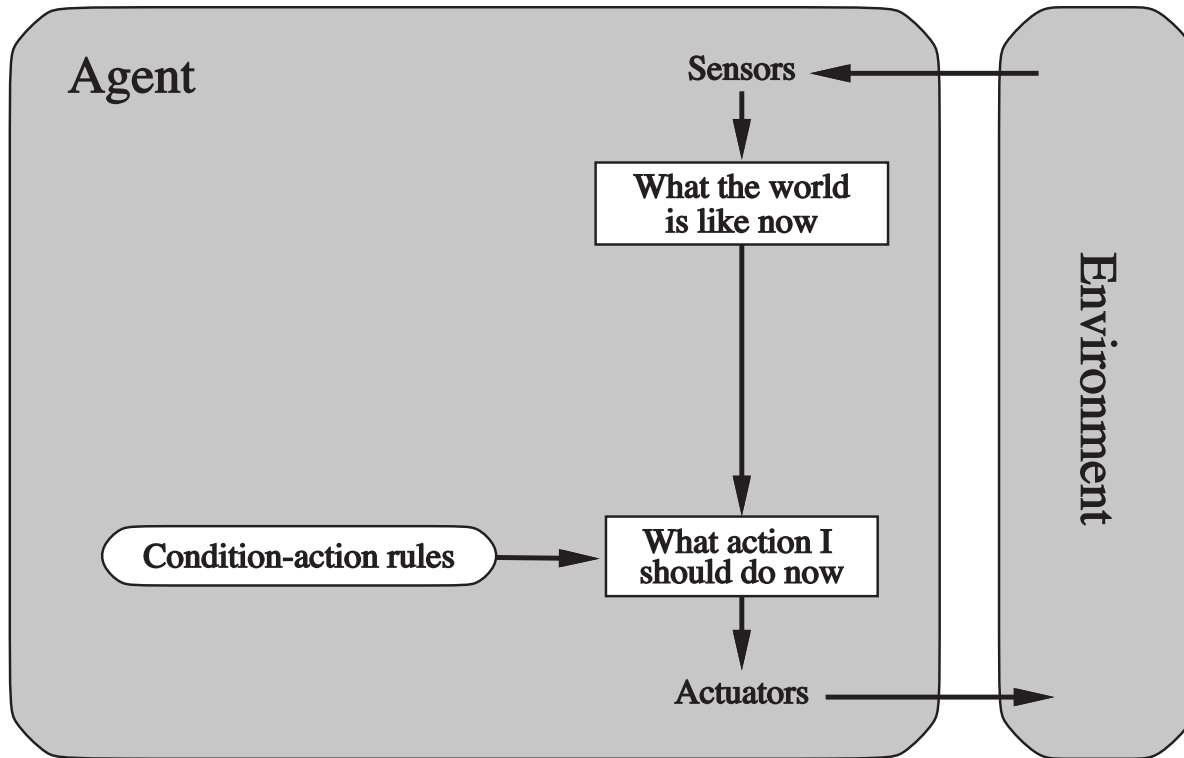 Agent
Sensors
What the world
is like now
Environment
Condition-action rules
What action I
should do now
Actuators